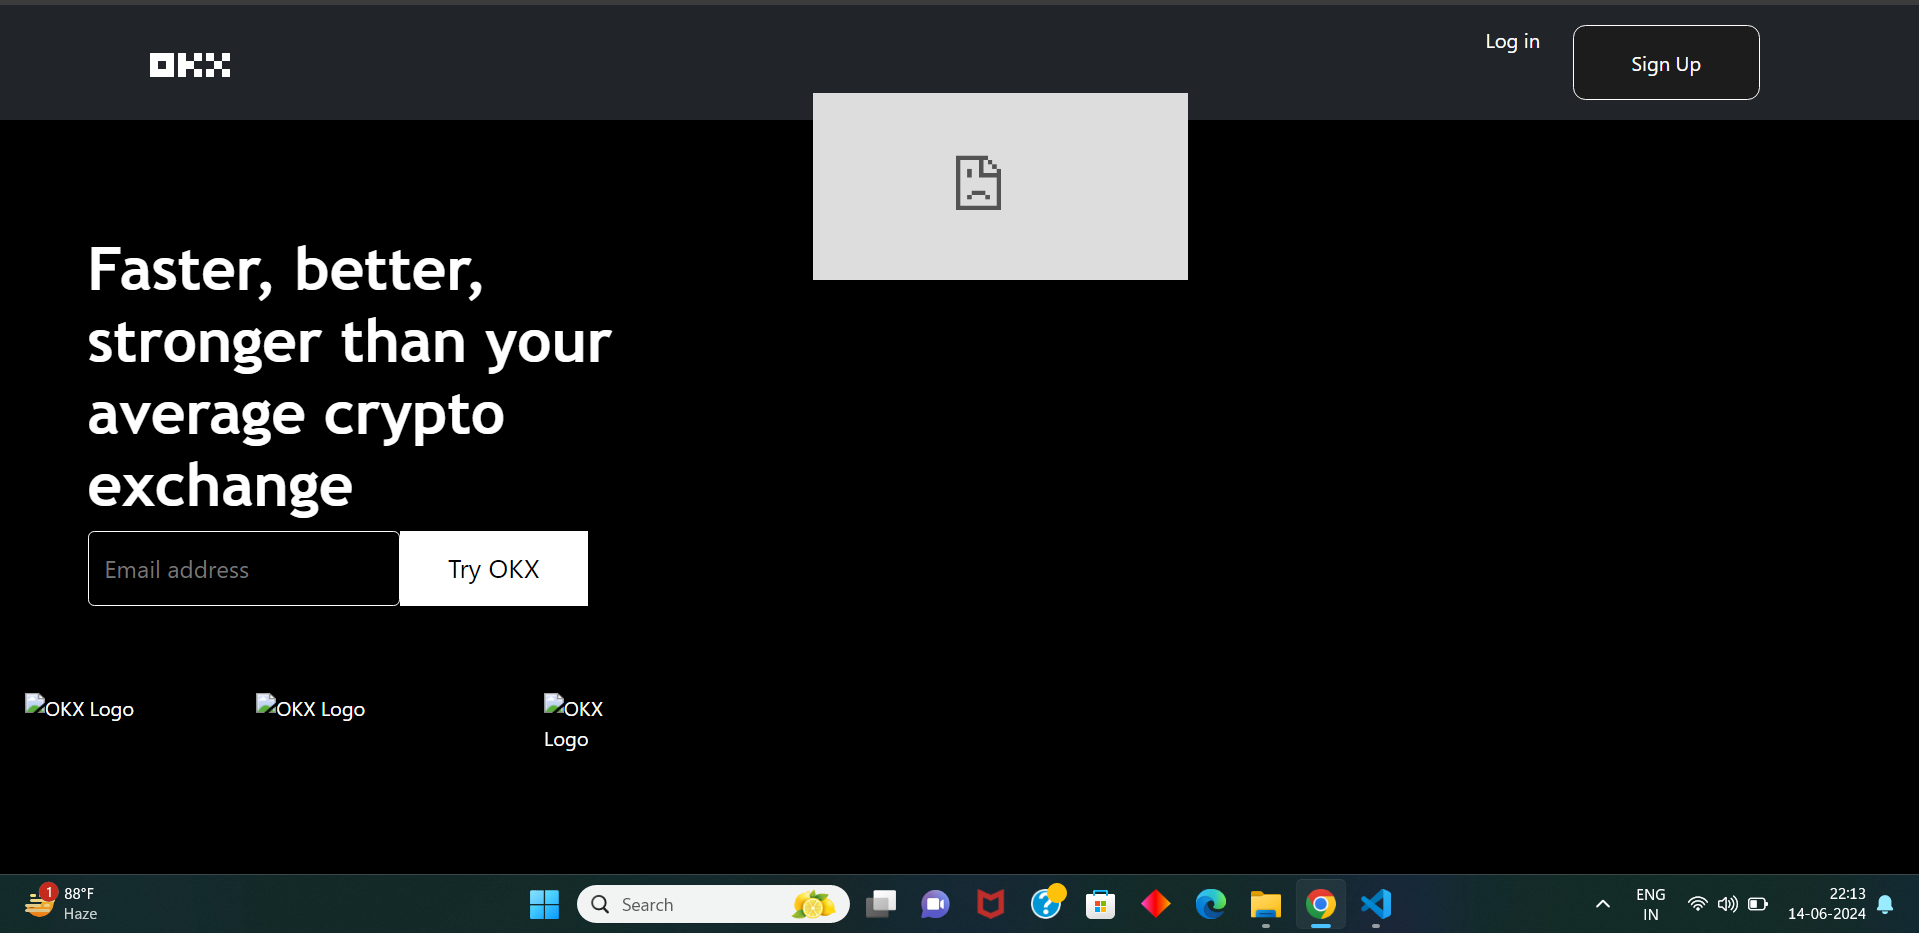 OKX
Log in
Sign Up
Faster, better,
stronger than your
average crypto
exchange
Email address
Try OKX
OKX Logo
OKX Logo
OKX
Logo
1
88°F
Haze
Search
ENG
IN
22:13
14-06-2024